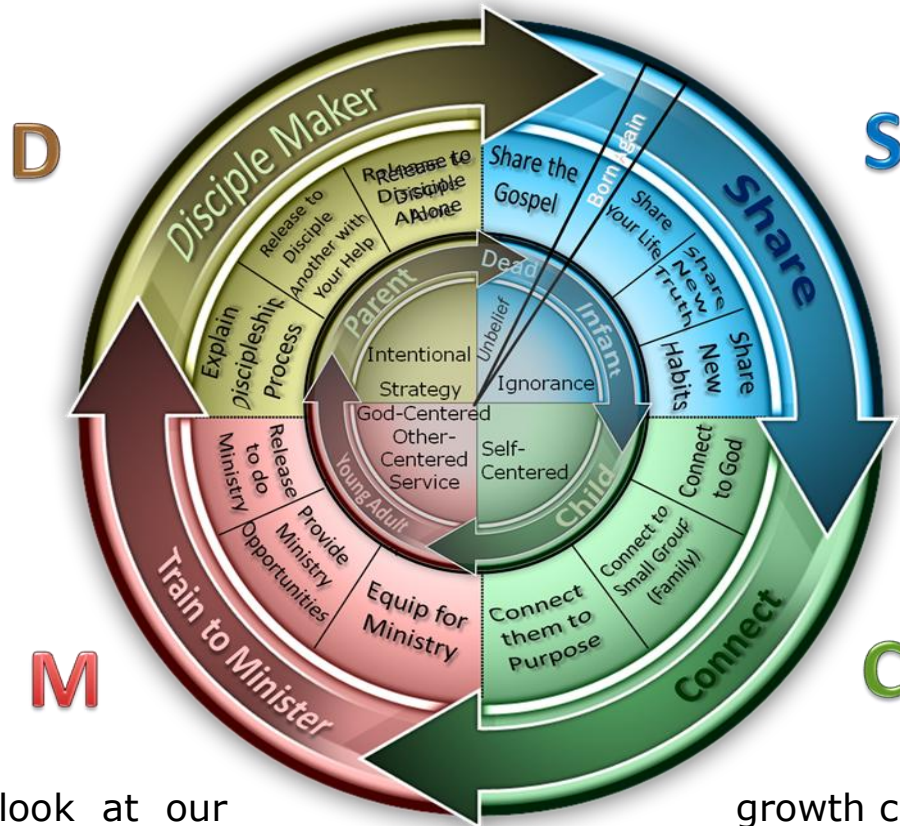 D
S
Disciple Maker
Share
Release to
Disciple
Alone
Release to
Disciple
Another with
Your Help
Explain
Discipleship
Process
Share the
Gospel
Born Again
Share
your Life
Share
New
Truth
Share
New
Habits
Parent
Dead
Infant
Intentional
Strategy
Unbelief
Ignorance
God-Centered
Other-
Centered
Service
Self-
Centered
Young Adult
Child
Release
to do
Ministry
Provide
Ministry
Opportunities
Equip for
Ministry
Connect
to God
Connect to
Small Group
(Family)
Connect
them to
Purpose
Train to Minister
Connect
M
C
look at our growth c